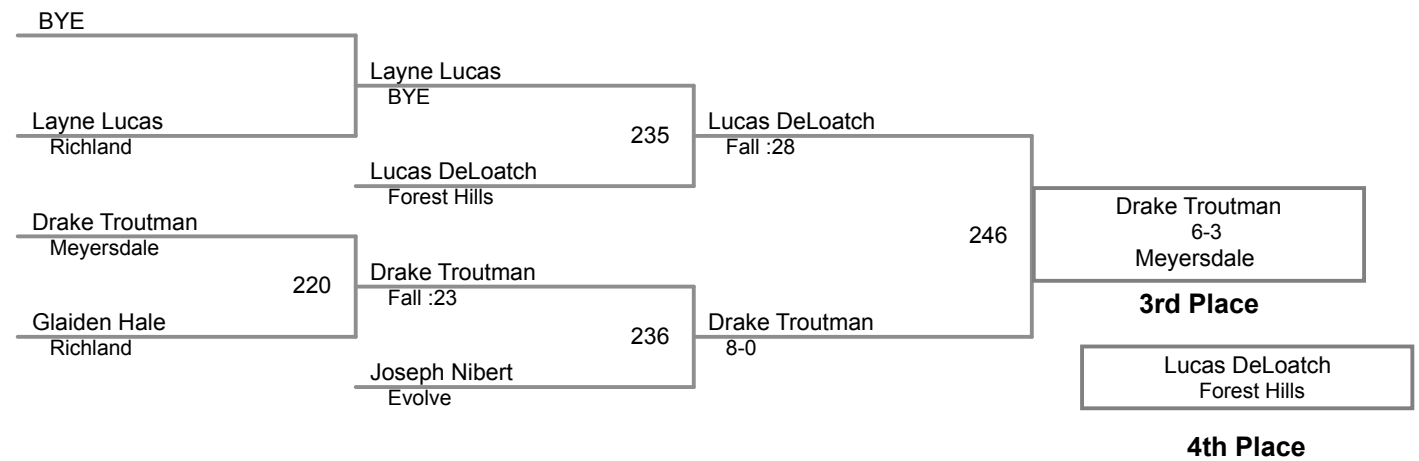 BYE
Layne Lucas
BYE
Layne Lucas
Richland
235
Lucas DeLoatch
Fall :28
Lucas DeLoatch
Forest Hills
Drake Troutman
Meyersdale
246
Drake Troutman
6-3
Meyersdale
3rd Place
220
Drake Troutman
Fall :23
Glaiden Hale
Richland
236
Drake Troutman
8-0
Joseph Nibert
Evolve
Lucas DeLoatch
Forest Hills
4th Place